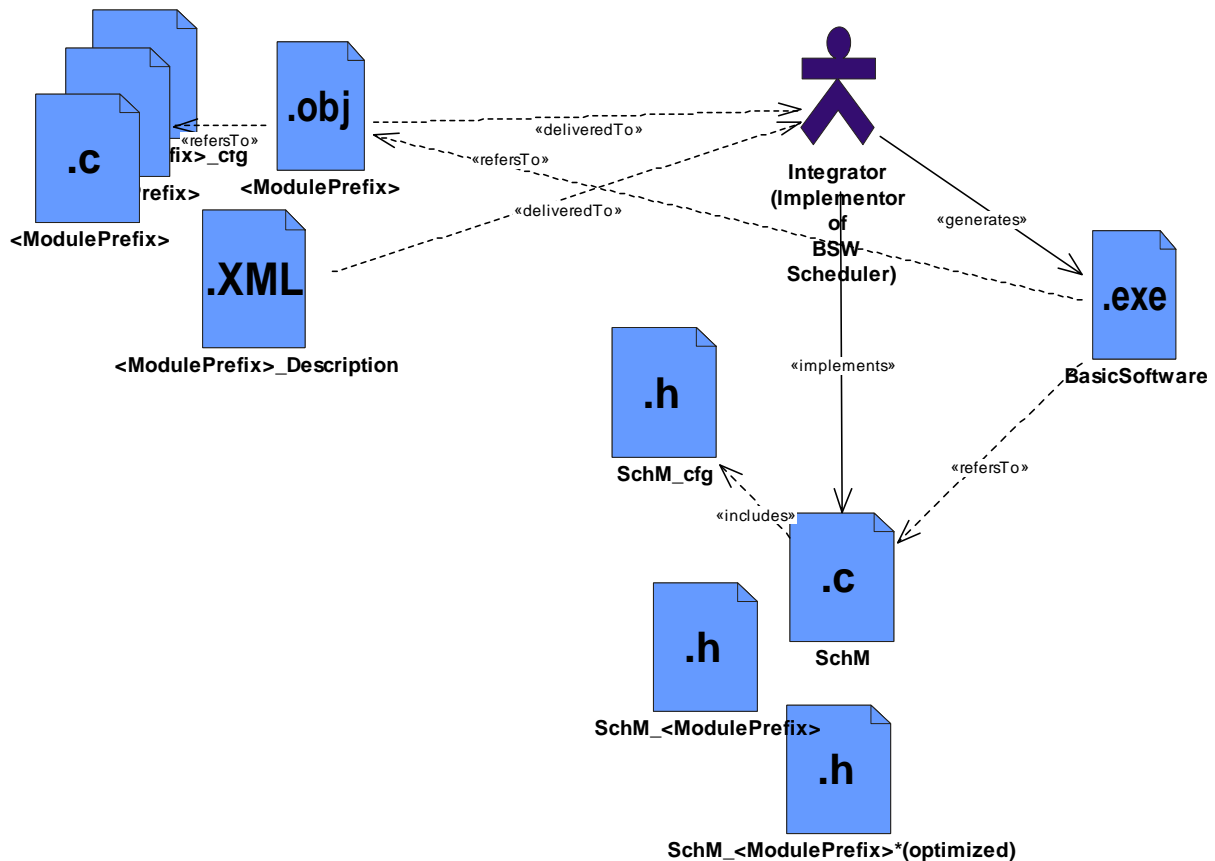 .obj
«deliveredTo»
«refersTo»
fix>_cfg
.c
Prefix>
<ModulePrefix>
<ModulePrefix>
«refersTo»
Integrator
(Implementor
of
BSW
Scheduler)
«deliveredTo»
«generates»
.XML
<ModulePrefix>_Description
.exe
BasicSoftware
«implements»
.h
SchM_cfg
«refersTo»
«includes»
.c
SchM
.h
SchM_<ModulePrefix>
.h
SchM_<ModulePrefix>*(optimized)